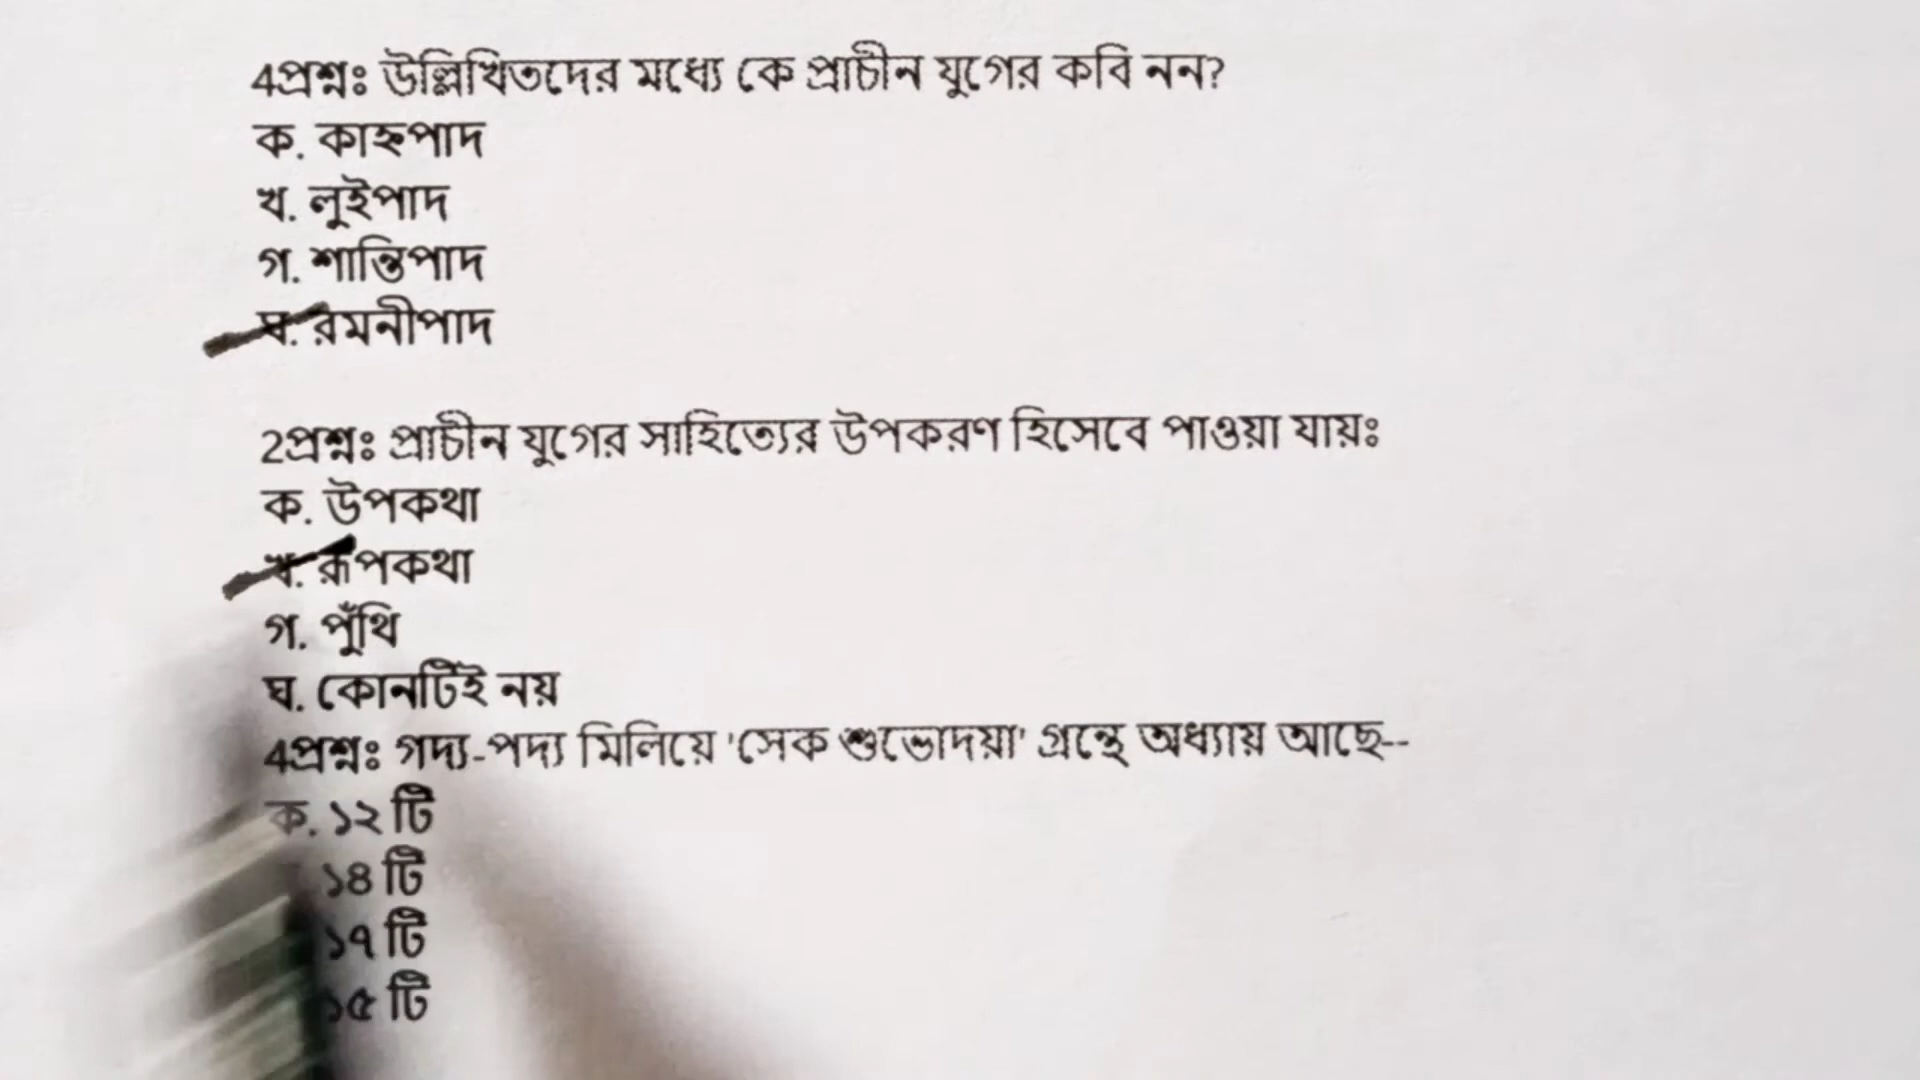 4প্রশ্নঃ উল্লিখিতদের মধ্যে কে প্রাচীন যুগের কবি নন?
ক. কাহ্নপাদ
খ. লুইপাদ
গ. শান্তিপাদ
ঘ. রমনীপাদ
2প্রশ্নঃ প্রাচীন যুগের সাহিত্যের উপকরণ হিসেবে পাওয়া যায়ঃ
ক. উপকথা
খ. রূপকথা
গ. পুঁথি
ঘ. কোনটিই নয়
4প্রশ্নঃ গদ্য-পদ্য মিলিয়ে 'সেক শুভোদয়া' গ্রন্থে অধ্যায় আছে--
ক. ১২ টি
১৪ টি
১৭ টি
১৫ টি